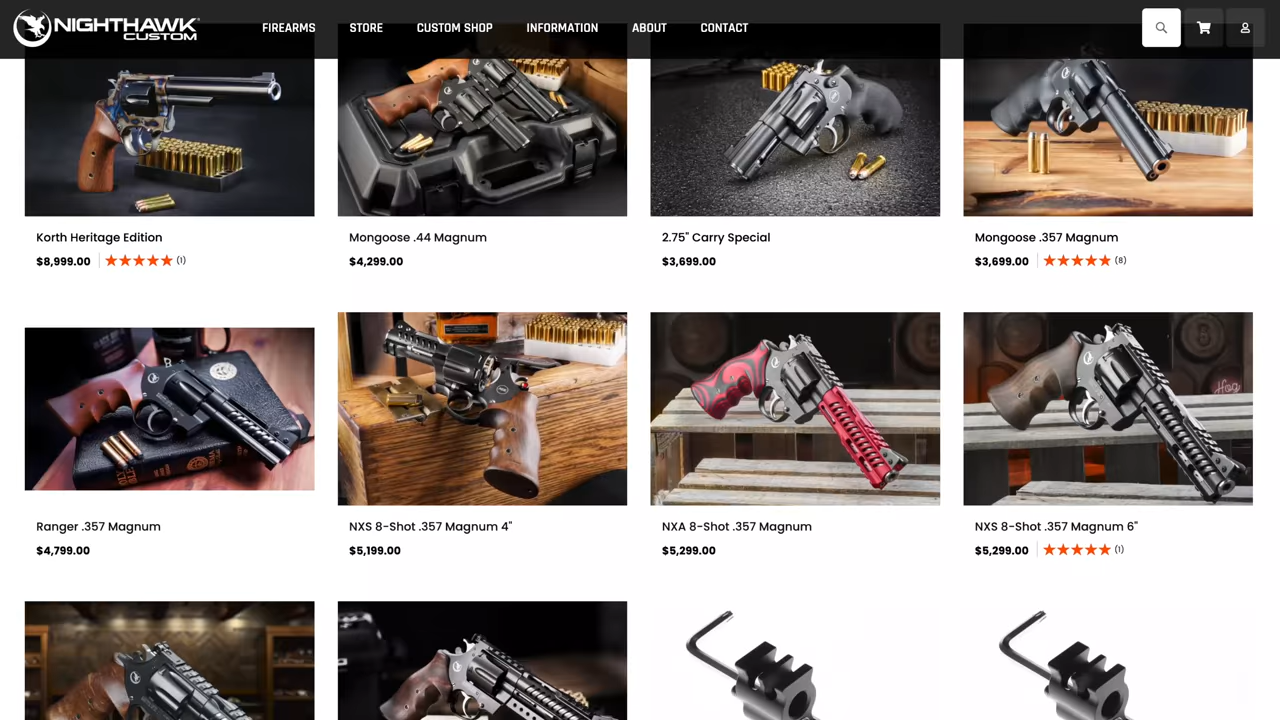 NIGHTHAWK
CUSTOM
FIREARMS
STORE
CUSTOM SHOP
INFORMATION
ABOUT
CONTACT
Korth Heritage Edition
$8,999.00 (1)
Mongoose .44 Magnum
$4,299.00
2.75" Carry Special
$3,699.00
Mongoose .357 Magnum
$3,699.00 (8)
Ranger .357 Magnum
$4,799.00
NXS 8-Shot .357 Magnum 4"
$5,199.00
NXA 8-Shot .357 Magnum
$5,299.00
NXS 8-Shot .357 Magnum 6"
$5,299.00 (1)